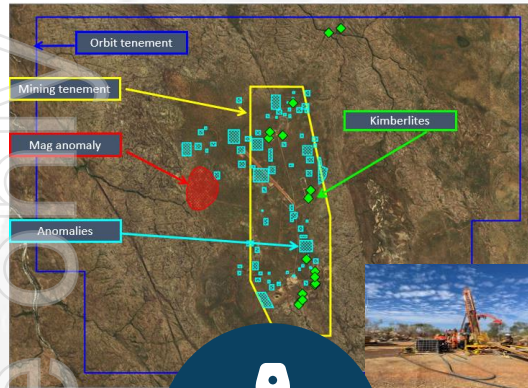 Orbit tenement
Mining tenement
Kimberlites
Mag anomaly
Anomalies